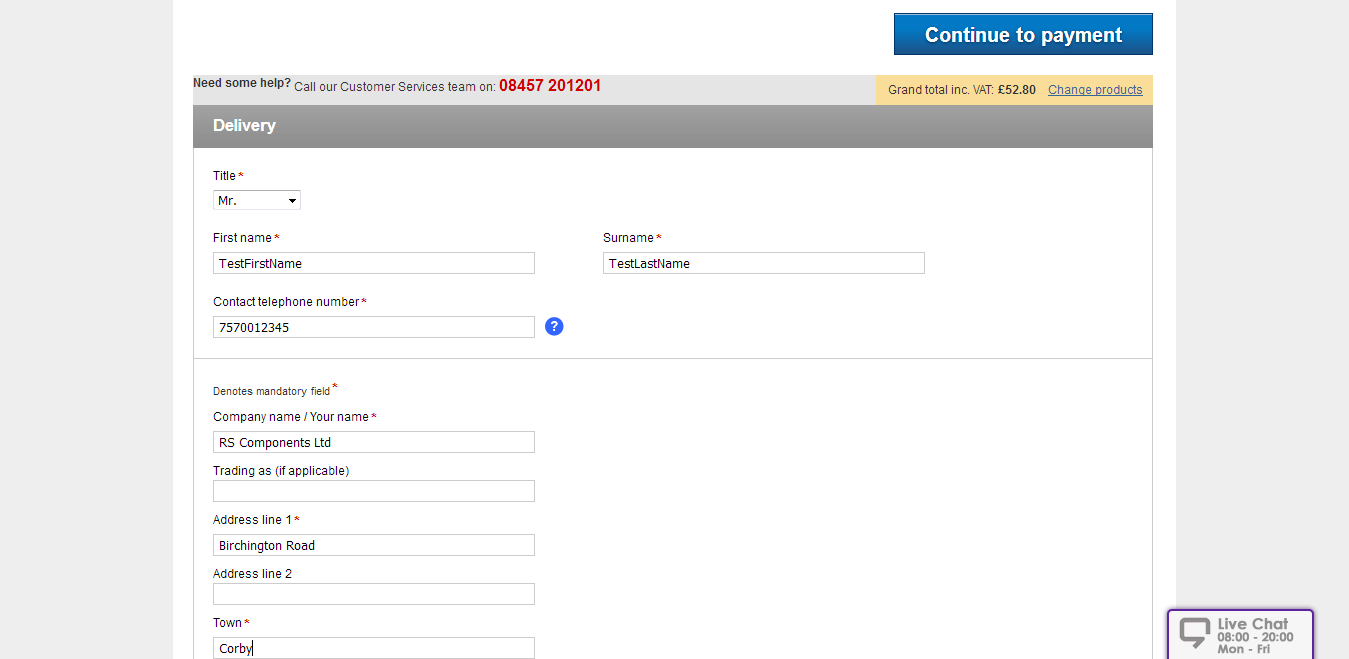 Continue to payment
Need some help? Call our Customer Services team on: 08457 201201
Grand total inc. VAT: £52.80 Change products
Delivery
Title*
Mr.
First name* Surname*
TestFirstName TestLastName
Contact telephone number*
7570012345 ?
Denotes mandatory field*
Company name / Your name*
RS Components Ltd
Trading as (if applicable)
Address line 1*
Birchington Road
Address line 2
Town*
Corby
Live Chat
08:00 - 20:00
Mon - Fri